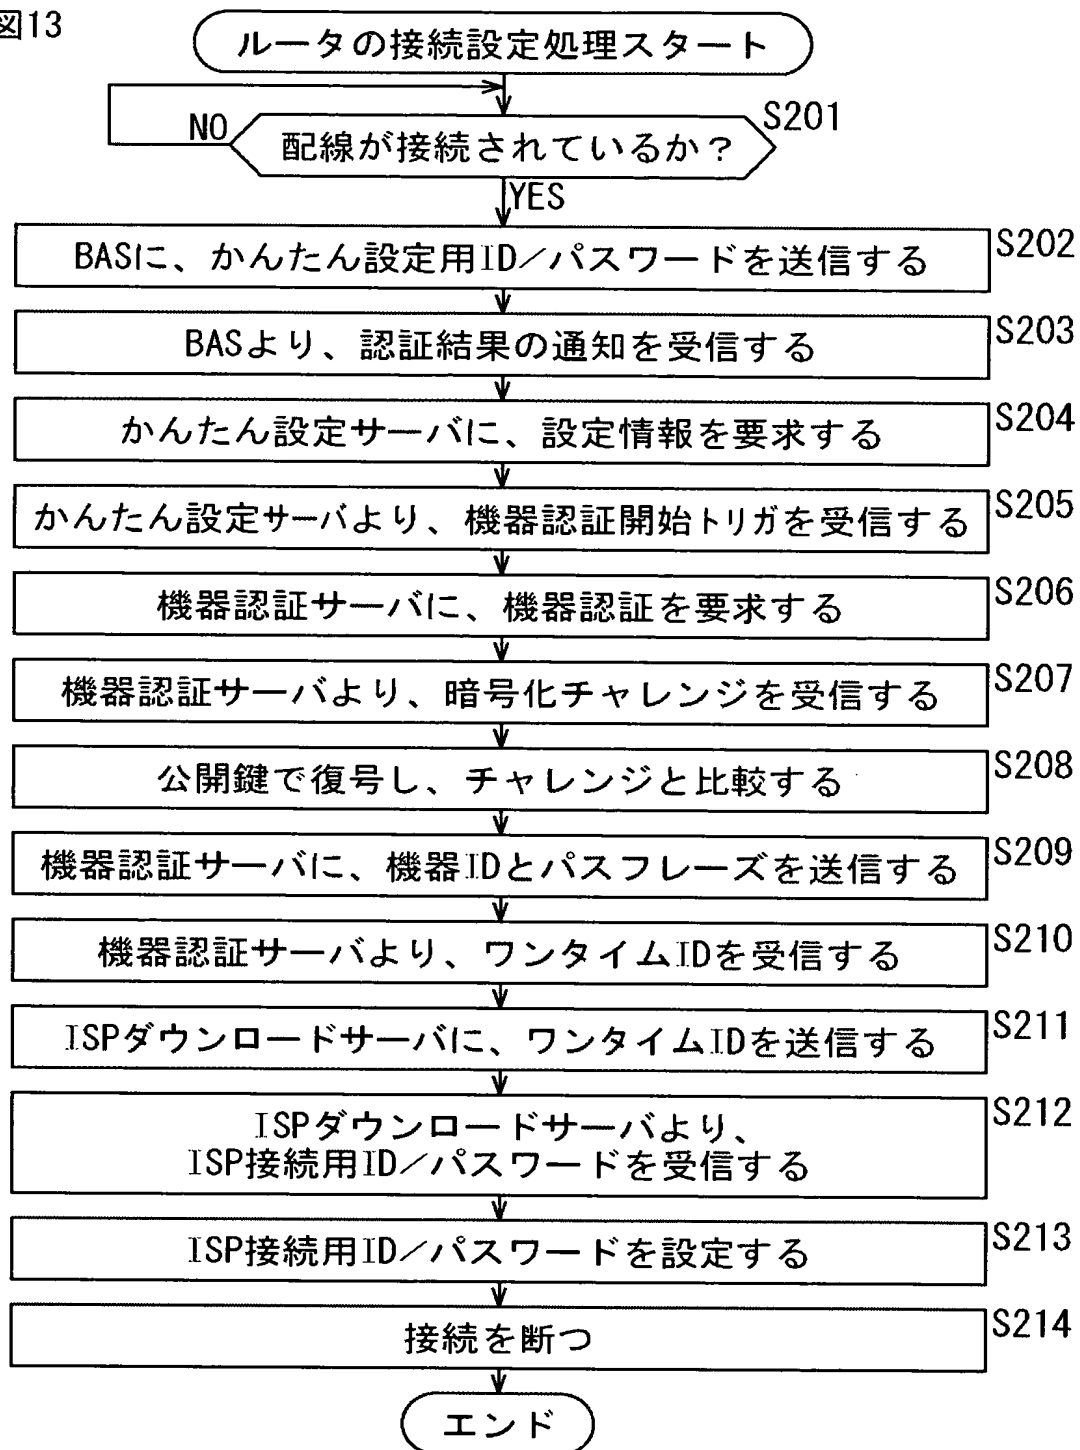 図13
ルータの接続設定処理スタート
NO
配線が接続されているか？
S201
YES
BASに、かんたん設定用ID／パスワードを送信する
S202
BASより、認証結果の通知を受信する
S203
かんたん設定サーバに、設定情報を要求する
S204
かんたん設定サーバより、機器認証開始トリガを受信する
S205
機器認証サーバに、機器認証を要求する
S206
機器認証サーバより、暗号化チャレンジを受信する
S207
公開鍵で復号し、チャレンジと比較する
S208
機器認証サーバに、機器IDとパスフレーズを送信する
S209
機器認証サーバより、ワンタイムIDを受信する
S210
ISPダウンロードサーバに、ワンタイムIDを送信する
S211
ISPダウンロードサーバより、
ISP接続用ID／パスワードを受信する
S212
ISP接続用ID／パスワードを設定する
S213
接続を断つ
S214
エンド